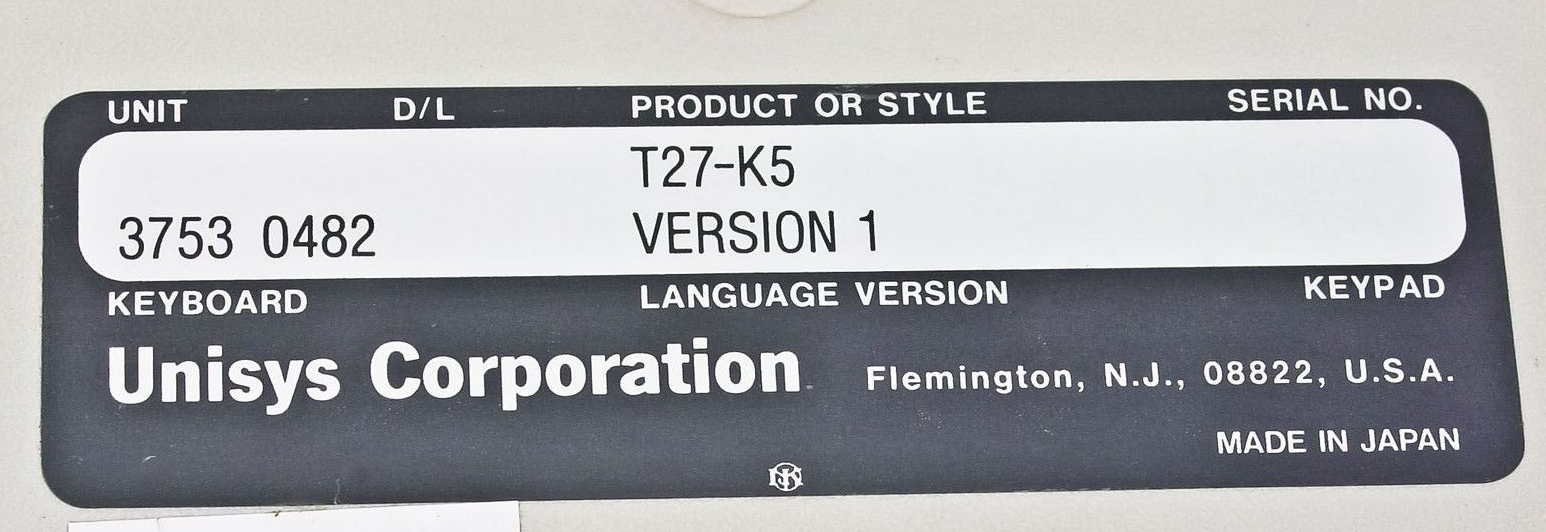 UNIT D/L PRODUCT OR STYLE SERIAL NO.
T27-K5
3753 0482 VERSION 1
KEYBOARD LANGUAGE VERSION KEYPAD
Unisys Corporation Flemington, N.J., 08822, U.S.A.
MADE IN JAPAN